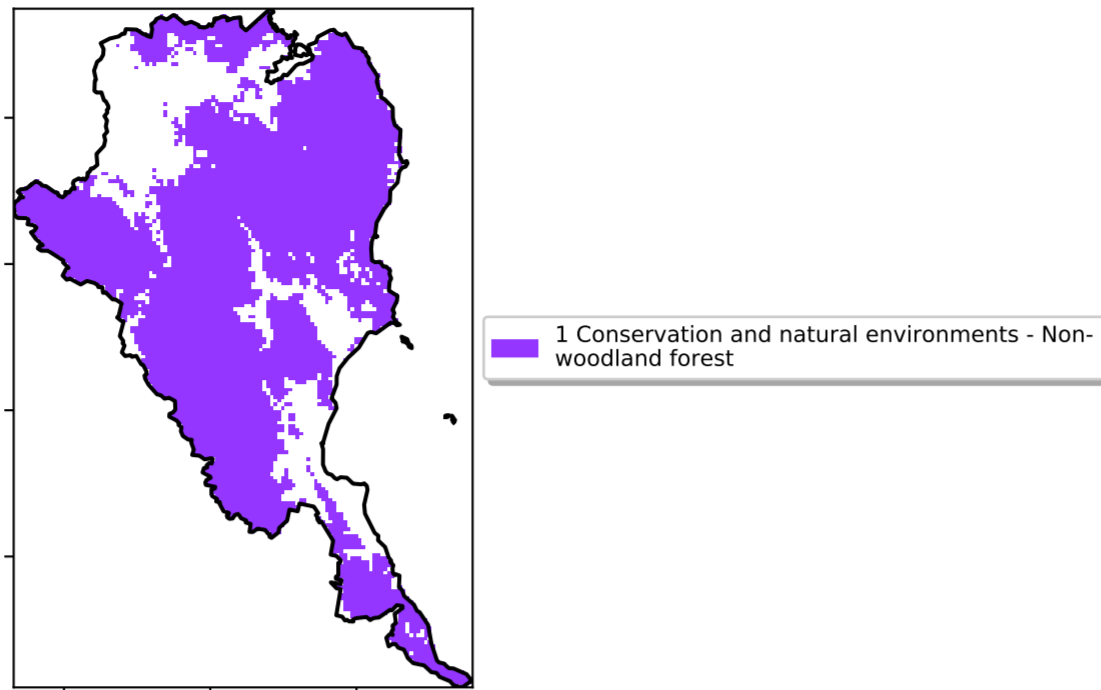 1 Conservation and natural environments - Non-
woodland forest